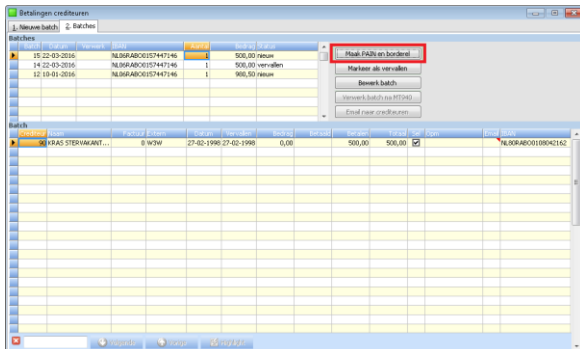 Betalingen crediteuren
1. Nieuwe batch 2. Batches
Batches
Batch Datum Verwerk IBAN Aantal Bedrag Status
15 22-03-2016 NL06RABO0157447146 1 500,00 nieuw
14 22-03-2016 NL06RABO0157447146 1 500,00 vervallen
12 10-01-2016 NL06RABO0157447146 1 980,50 nieuw
Maak PAIN en borderel
Markeer als vervallen
Bewerk batch
Verwerk batch na MT940
Email naar crediteuren
Batch
Crediteur Naam Factuur Extern Datum Vervallen Bedrag Betaald Betalen Totaal Sel Opm Email IBAN
90 KRAS STERVAKANT... 0 W3W 27-02-1998 27-02-1998 0,00 500,00 500,00 NL80RABO0108042162